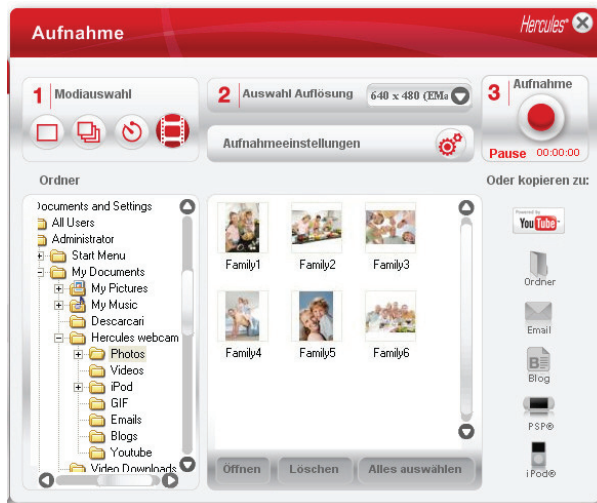 Aufnahme
Hercules®
1 Modiauswahl
2 Auswahl Auflösung
640 x 480 (EMa
3 Aufnahme
Aufnahmeeinstellungen
Pause 00:00:00
Ordner
Oder kopieren zu:
ocuments and Settings
All Users
Administrator
Start Menu
My Documents
My Pictures
My Music
Descarcari
Hercules webcam
Photos
Videos
iPod
GIF
Emails
Blogs
Youtube
Video Downloads
Family1
Family2
Family3
Family4
Family5
Family6
Öffnen
Löschen
Alles auswählen
Powered by
YouTube
Ordner
Email
B
Blog
PSP®
iPod®